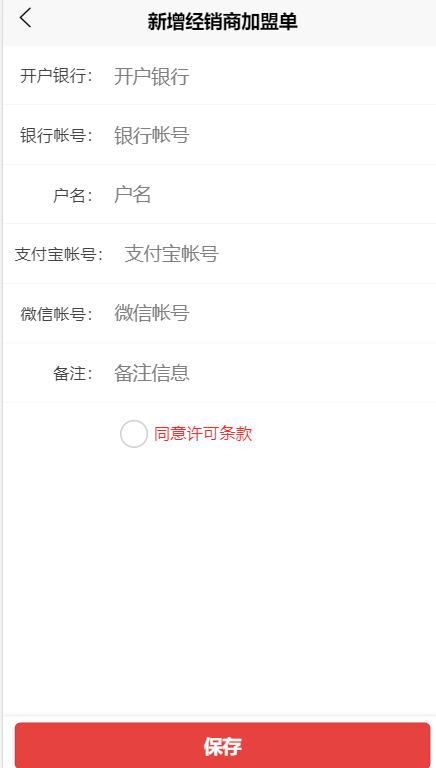 新增经销商加盟单
开户银行： 开户银行
银行帐号： 银行帐号
户名： 户名
支付宝帐号： 支付宝帐号
微信帐号： 微信帐号
备注： 备注信息
同意许可条款
保存